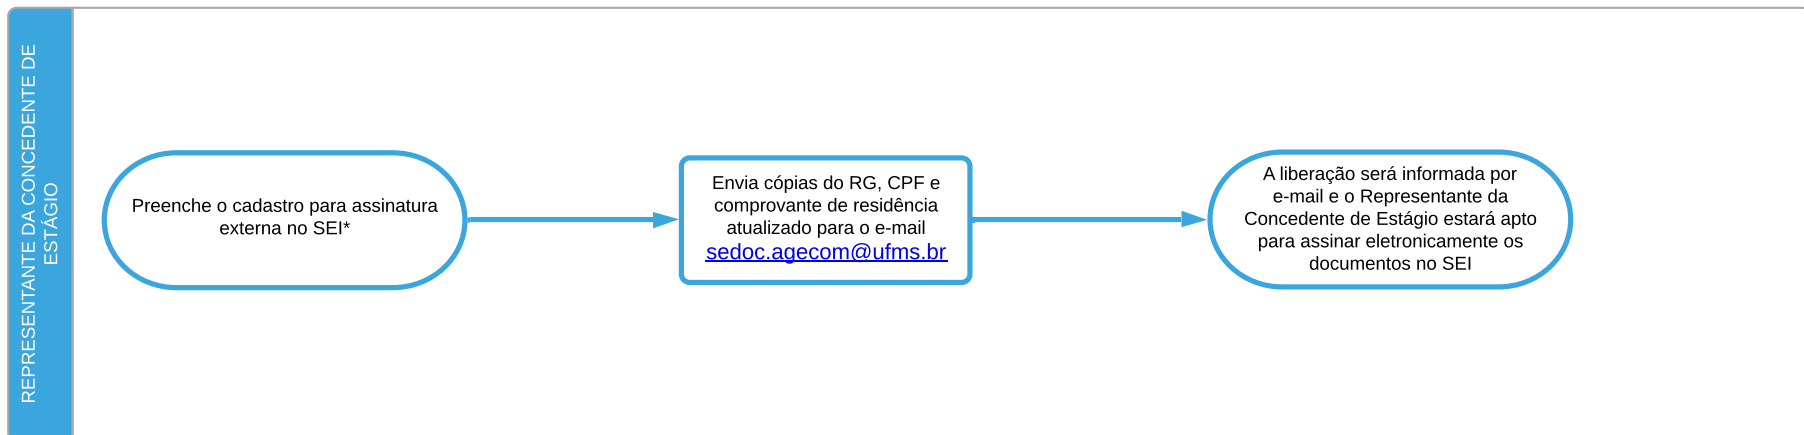 REPRESENTANTE DA CONCEDENTE DE
ESTÁGIO
Preenche o cadastro para assinatura
externa no SEI*
Envia cópias do RG, CPF e
comprovante de residência
atualizado para o e-mail
sedoc.agecom@ufms.br
A liberação será informada por
e-mail e o Representante da
Concedente de Estágio estará apto
para assinar eletronicamente os
documentos no SEI